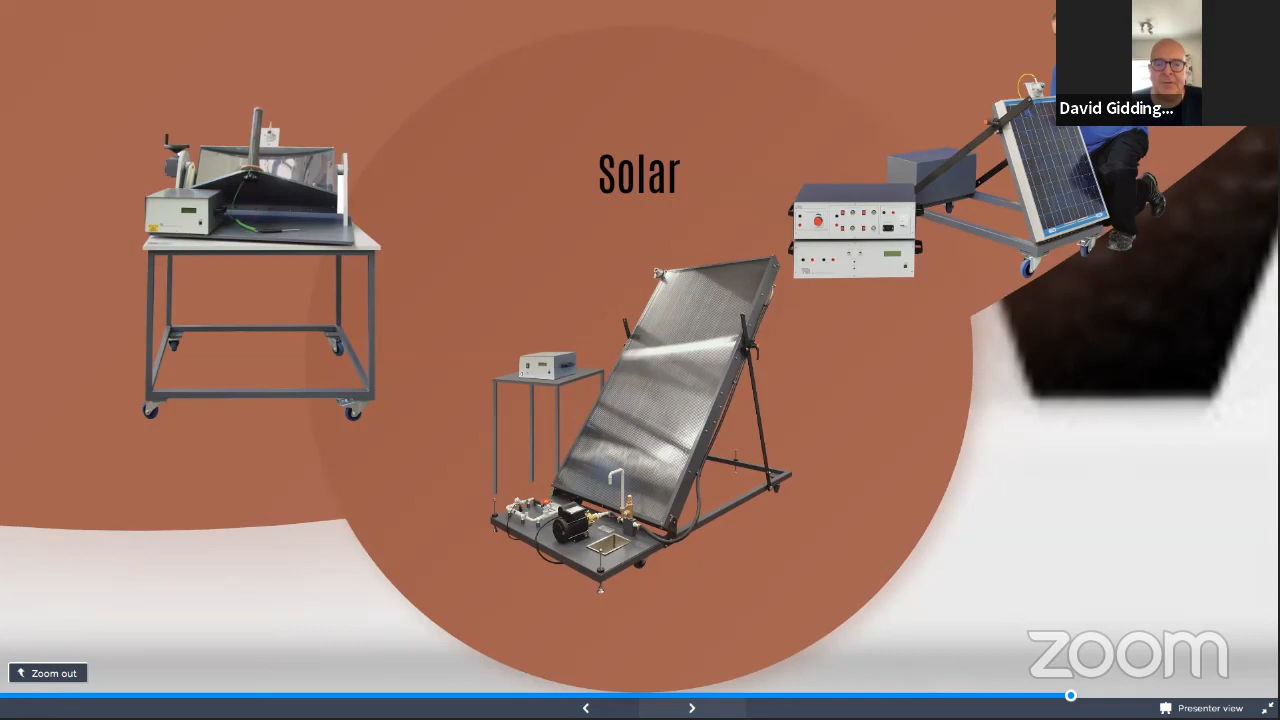 David Gidding...
Solar
zoom
Zoom out
Presenter view